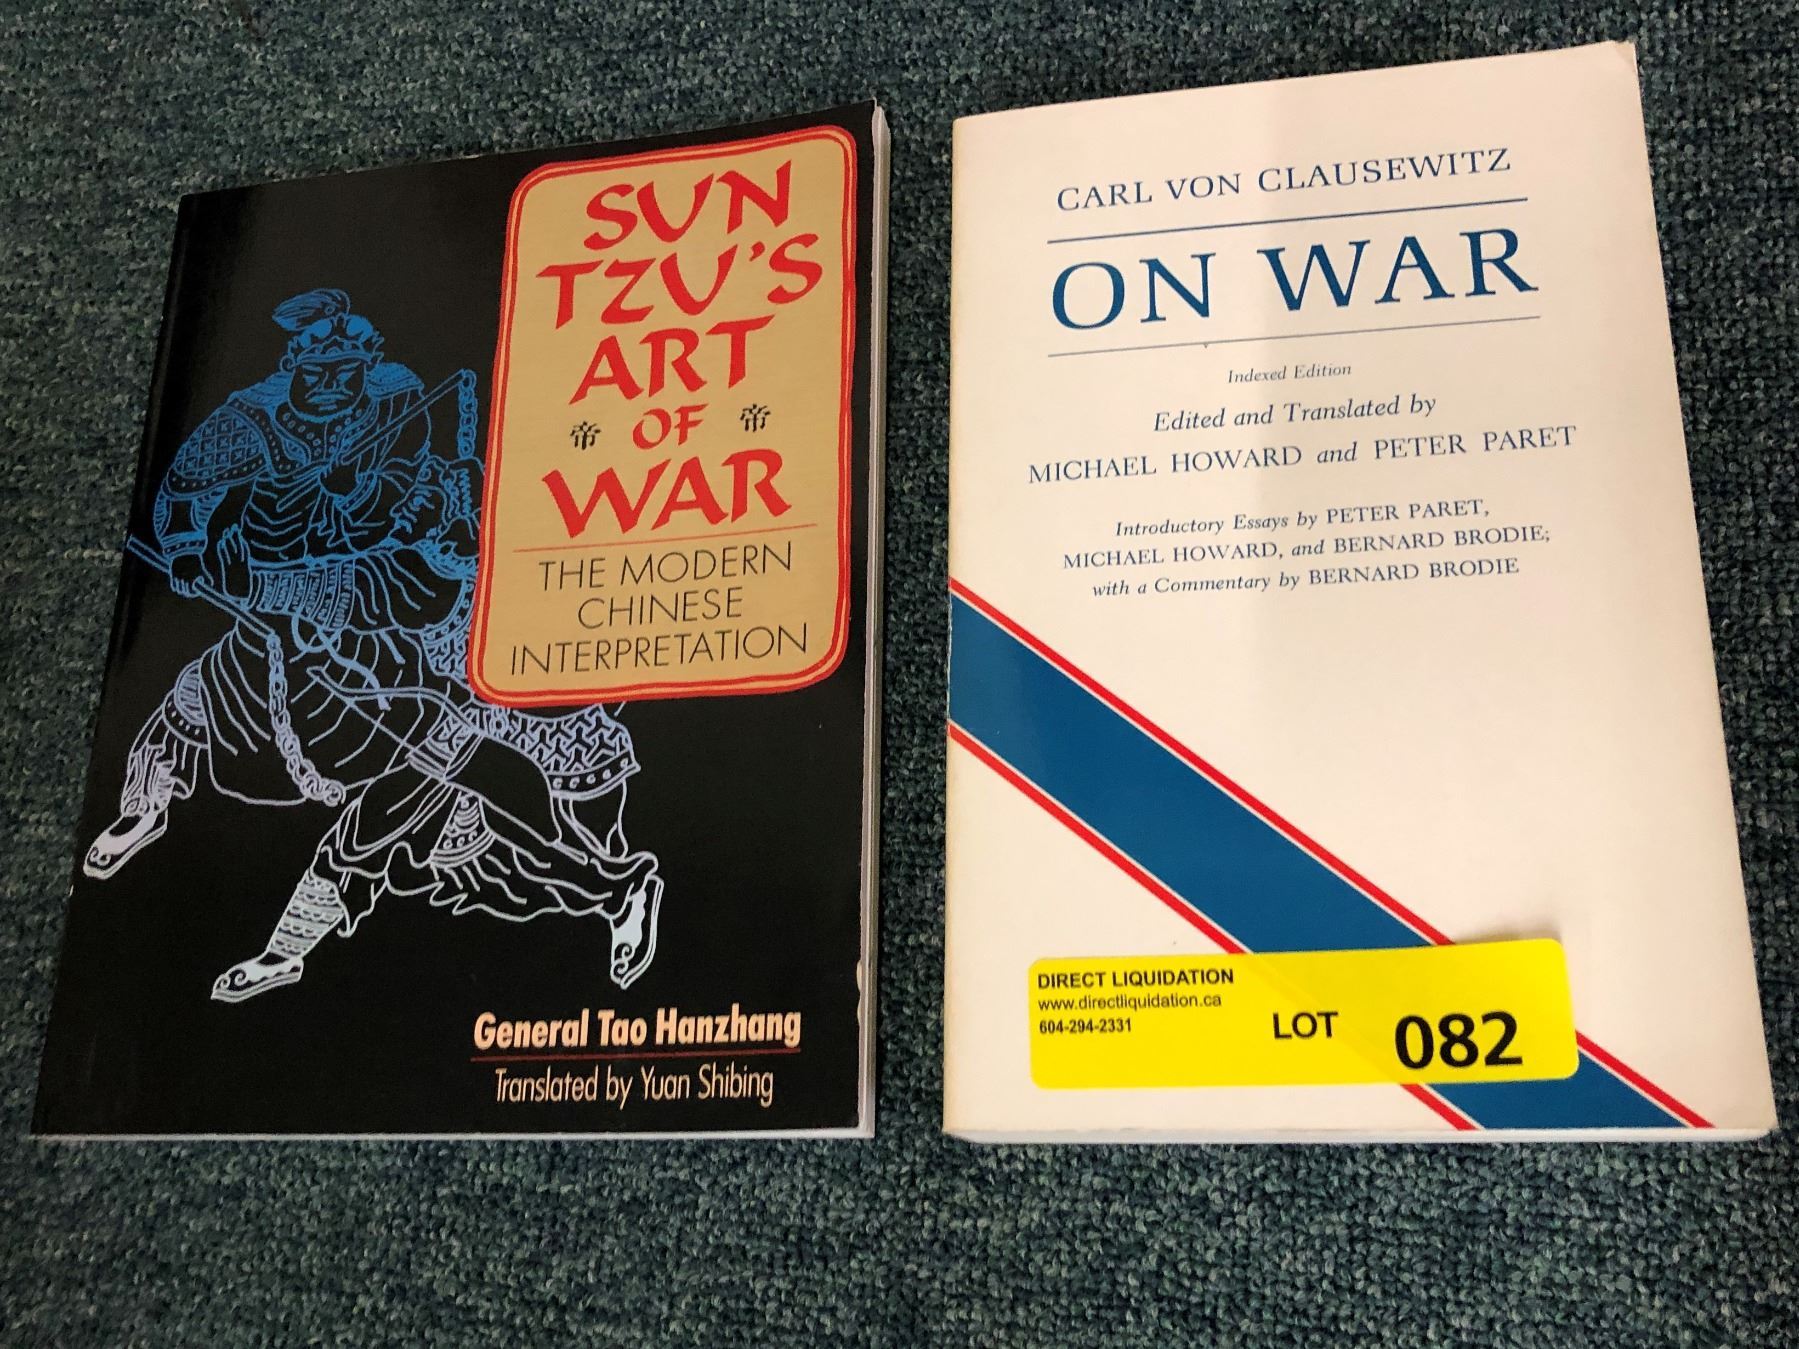 SUN
TZU'S
ART
帝 OF 帝
WAR
THE MODERN
CHINESE
INTERPRETATION
General Tao Hanzhang
Translated by Yuan Shibing
CARL VON CLAUSEWITZ
ON WAR
Indexed Edition
Edited and Translated by
MICHAEL HOWARD and PETER PARET
Introductory Essays by PETER PARET,
MICHAEL HOWARD, and BERNARD BRODIE;
with a Commentary by BERNARD BRODIE
DIRECT LIQUIDATION
www.directliquidation.ca
604-294-2331
LOT 082